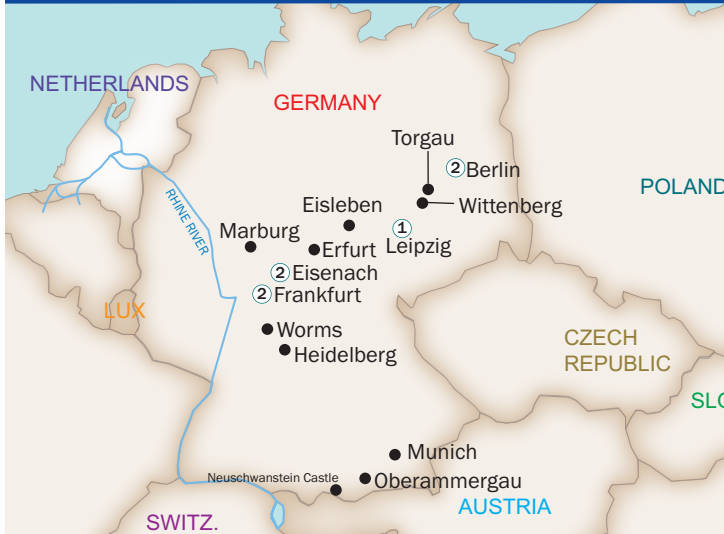 NETHERLANDS
GERMANY
Torgau
2 Berlin
POLAND
RHINE RIVER
Eisleben
Wittenberg
Marburg
1
Erfurt
Leipzig
2 Eisenach
2 Frankfurt
LUX
Worms
CZECH
REPUBLIC
Heidelberg
SLO
Munich
Neuschwanstein Castle
Oberammergau
AUSTRIA
SWITZ.